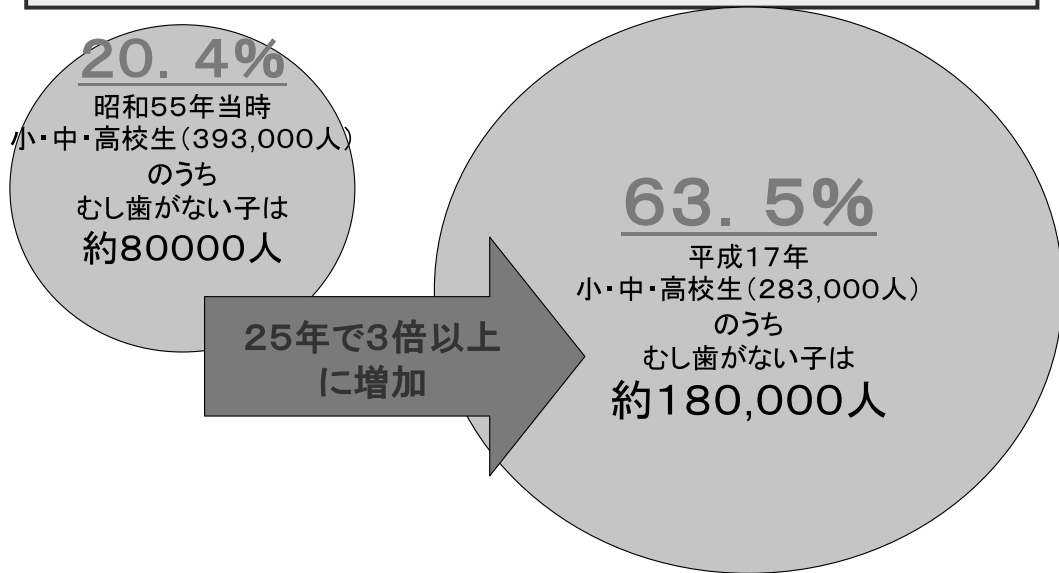 20. 4%
昭和55年当時
小・中・高校生(393,000人)
のうち
むし歯がない子は
約80000人
25年で3倍以上
に増加
63. 5%
平成17年
小・中・高校生(283,000人)
のうち
むし歯がない子は
約180,000人